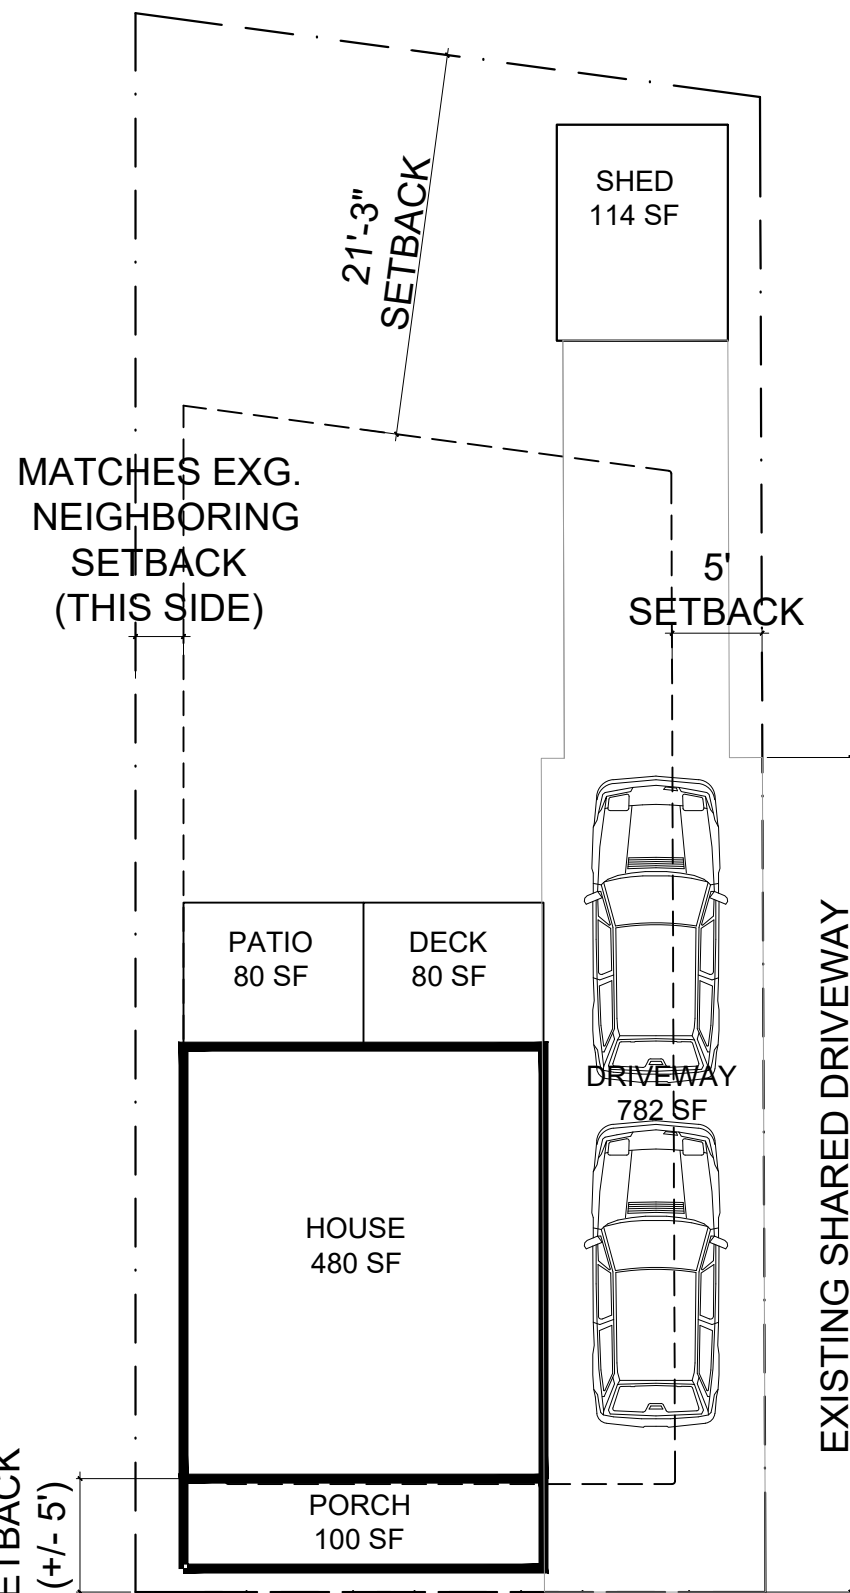 SHED
114 SF
21'-3"
SETBACK
MATCHES EXG.
NEIGHBORING
SETBACK
(THIS SIDE)
5'
SETBACK
PATIO
80 SF
DECK
80 SF
DRIVEWAY
782 SF
EXISTING SHARED DRIVEWAY
HOUSE
480 SF
PORCH
100 SF
(+/- 5')